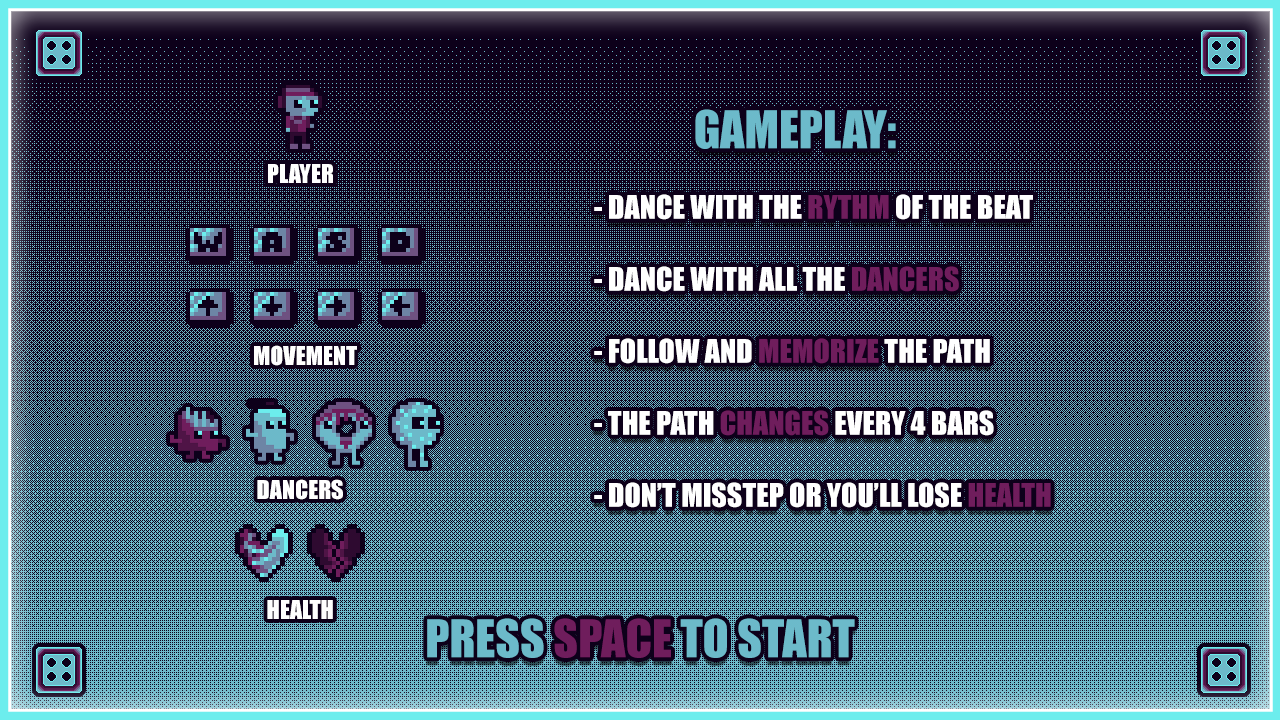 PLAYER
W A S D
MOVEMENT
DANCERS
HEALTH
GAMEPLAY:
- DANCE WITH THE RYTHM OF THE BEAT
- DANCE WITH ALL THE DANCERS
- FOLLOW AND MEMORIZE THE PATH
- THE PATH CHANGES EVERY 4 BARS
- DON'T MISSTEP OR YOU'LL LOSE HEALTH
PRESS SPACE TO START